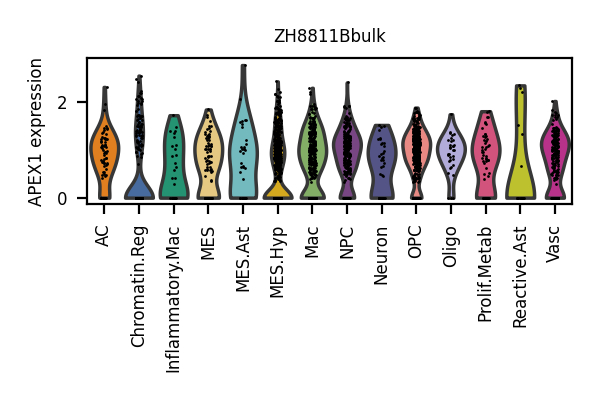 ZH8811Bbulk
APEX1 expression
2
0
AC
Chromatin.Reg
Inflammatory.Mac
MES
MES.Ast
MES.Hyp
Mac
NPC
Neuron
OPC
Oligo
Prolif.Metab
Reactive.Ast
Vasc